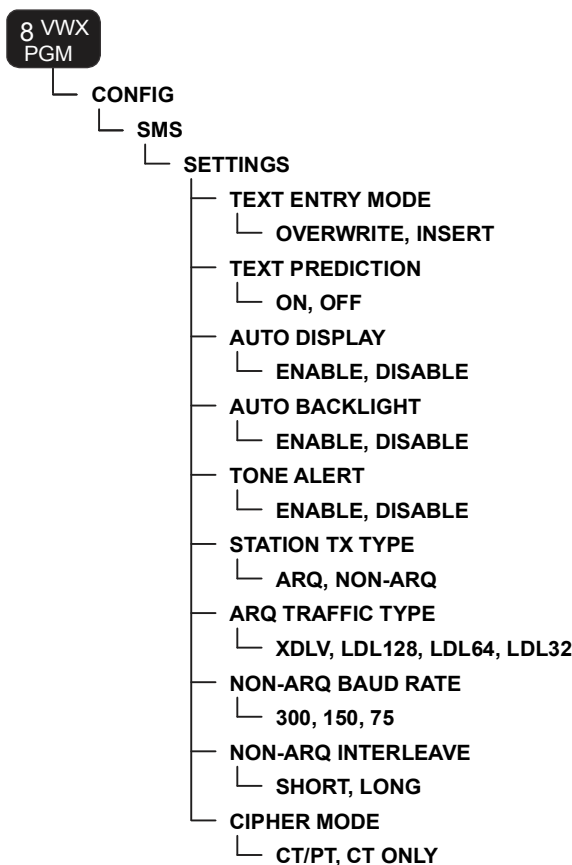 8 VWX
PGM
CONFIG
SMS
SETTINGS
TEXT ENTRY MODE
OVERWRITE, INSERT
TEXT PREDICTION
ON, OFF
AUTO DISPLAY
ENABLE, DISABLE
AUTO BACKLIGHT
ENABLE, DISABLE
TONE ALERT
ENABLE, DISABLE
STATION TX TYPE
ARQ, NON-ARQ
ARQ TRAFFIC TYPE
XDLV, LDL128, LDL64, LDL32
NON-ARQ BAUD RATE
300, 150, 75
NON-ARQ INTERLEAVE
SHORT, LONG
CIPHER MODE
CT/PT, CT ONLY